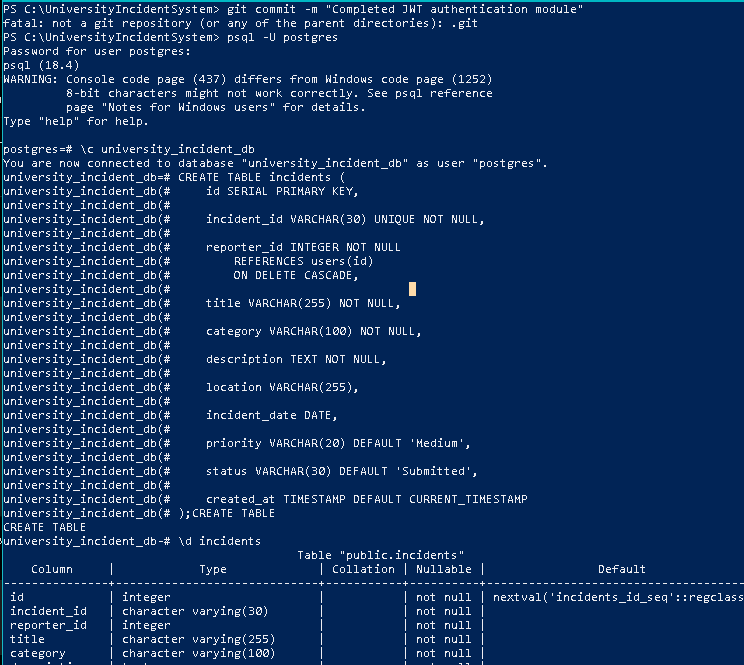 PS C:\UniversityIncidentSystem> git commit -m "Completed JWT authentication module"
fatal: not a git repository (or any of the parent directories): .git
PS C:\UniversityIncidentSystem> psql -U postgres
Password for user postgres:
psql (18.4)
WARNING: Console code page (437) differs from Windows code page (1252)
         8-bit characters might not work correctly. See psql reference
         page "Notes for Windows users" for details.
Type "help" for help.

postgres=# \c university_incident_db
You are now connected to database "university_incident_db" as user "postgres".
university_incident_db=# CREATE TABLE incidents (
university_incident_db(#     id SERIAL PRIMARY KEY,
university_incident_db(#
university_incident_db(#     incident_id VARCHAR(30) UNIQUE NOT NULL,
university_incident_db(#
university_incident_db(#     reporter_id INTEGER NOT NULL
university_incident_db(#         REFERENCES users(id)
university_incident_db(#         ON DELETE CASCADE,
university_incident_db(#
university_incident_db(#     title VARCHAR(255) NOT NULL,
university_incident_db(#
university_incident_db(#     category VARCHAR(100) NOT NULL,
university_incident_db(#
university_incident_db(#     description TEXT NOT NULL,
university_incident_db(#
university_incident_db(#     location VARCHAR(255),
university_incident_db(#
university_incident_db(#     incident_date DATE,
university_incident_db(#
university_incident_db(#     priority VARCHAR(20) DEFAULT 'Medium',
university_incident_db(#
university_incident_db(#     status VARCHAR(30) DEFAULT 'Submitted',
university_incident_db(#
university_incident_db(#     created_at TIMESTAMP DEFAULT CURRENT_TIMESTAMP
university_incident_db(# );CREATE TABLE
CREATE TABLE
university_incident_db-# \d incidents
                                          Table "public.incidents"
    Column     |            Type             | Collation | Nullable |                Default
---------------+-----------------------------+-----------+----------+-------------------------------------
 id            | integer                     |           | not null | nextval('incidents_id_seq'::regclass
 incident_id   | character varying(30)       |           | not null |
 reporter_id   | integer                     |           | not null |
 title         | character varying(255)      |           | not null |
 category      | character varying(100)      |           | not null |